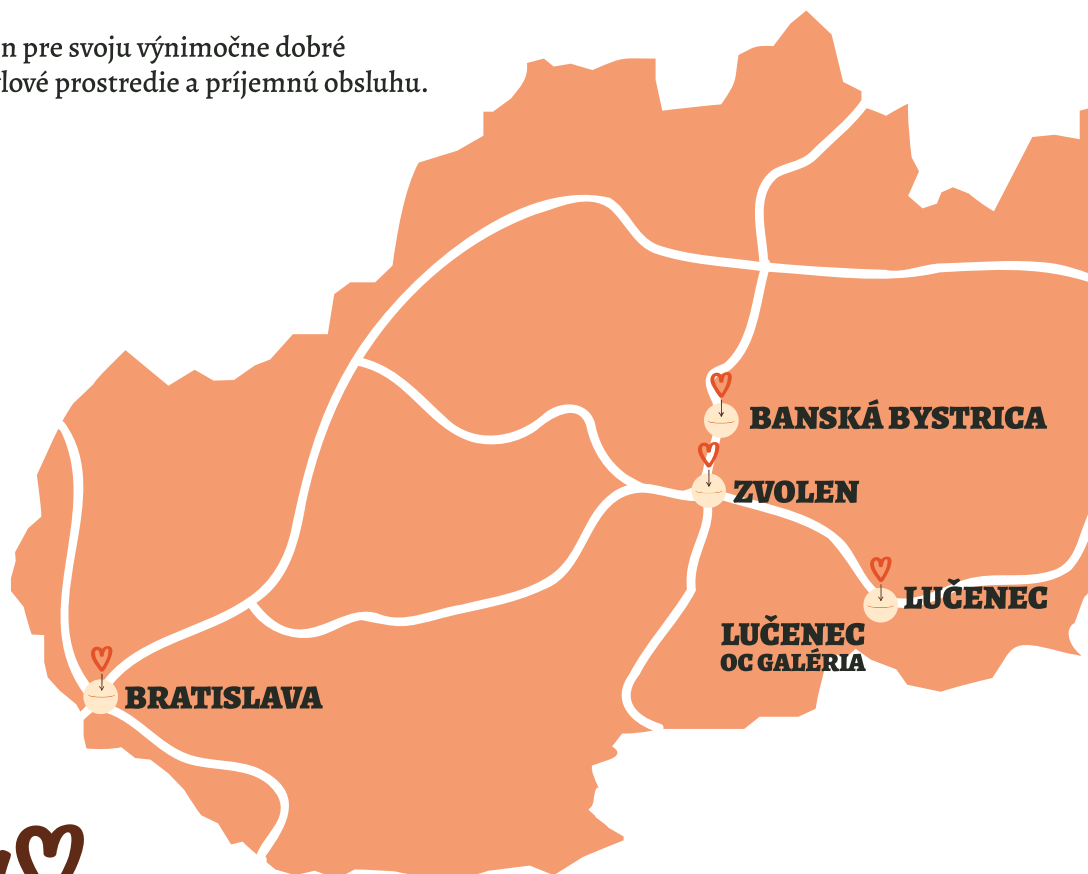 n pre svoju výnimočne dobré
lové prostredie a príjemnú obsluhu.
BANSKÁ BYSTRICA
ZVOLEN
LUČENEC
LUČENEC
OC GALÉRIA
BRATISLAVA